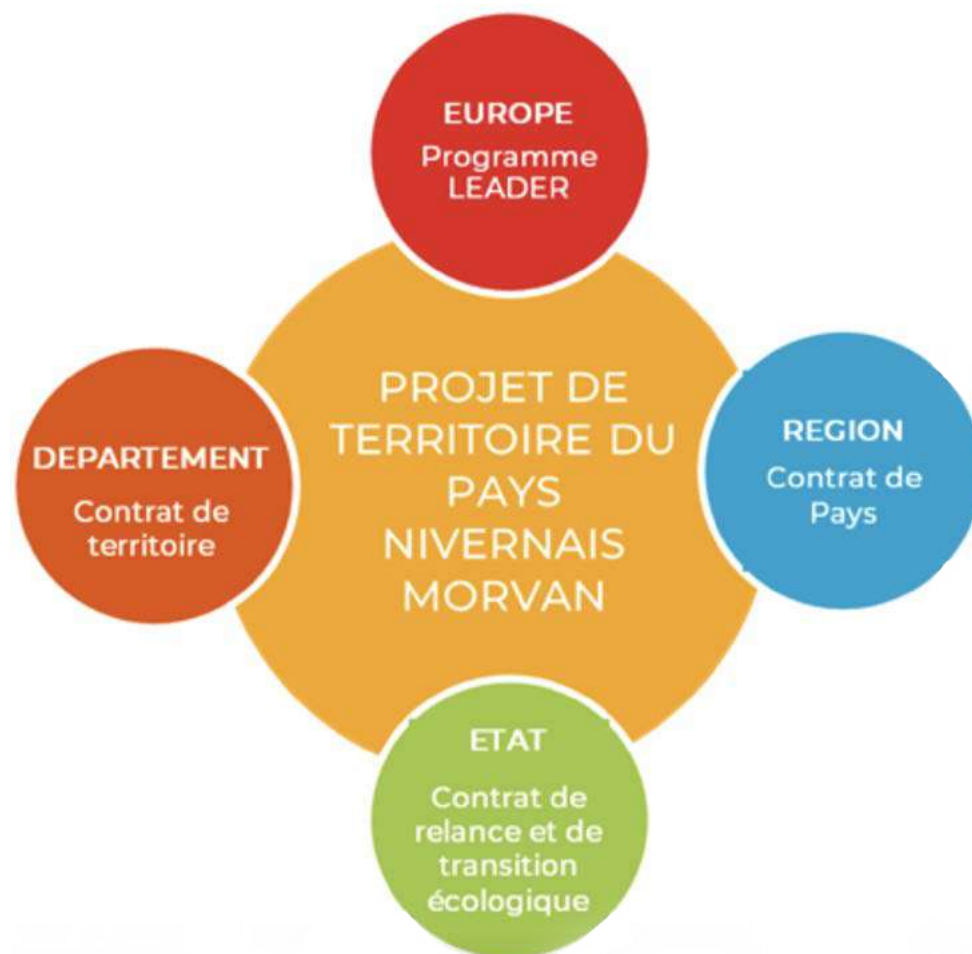 EUROPE
Programme
LEADER
PROJET DE
TERRITOIRE DU
PAYS
NIVERNAIS
MORVAN
DEPARTEMENT
Contrat de
territoire
REGION
Contrat de
Pays
ETAT
Contrat de
relance et de
transition
écologique